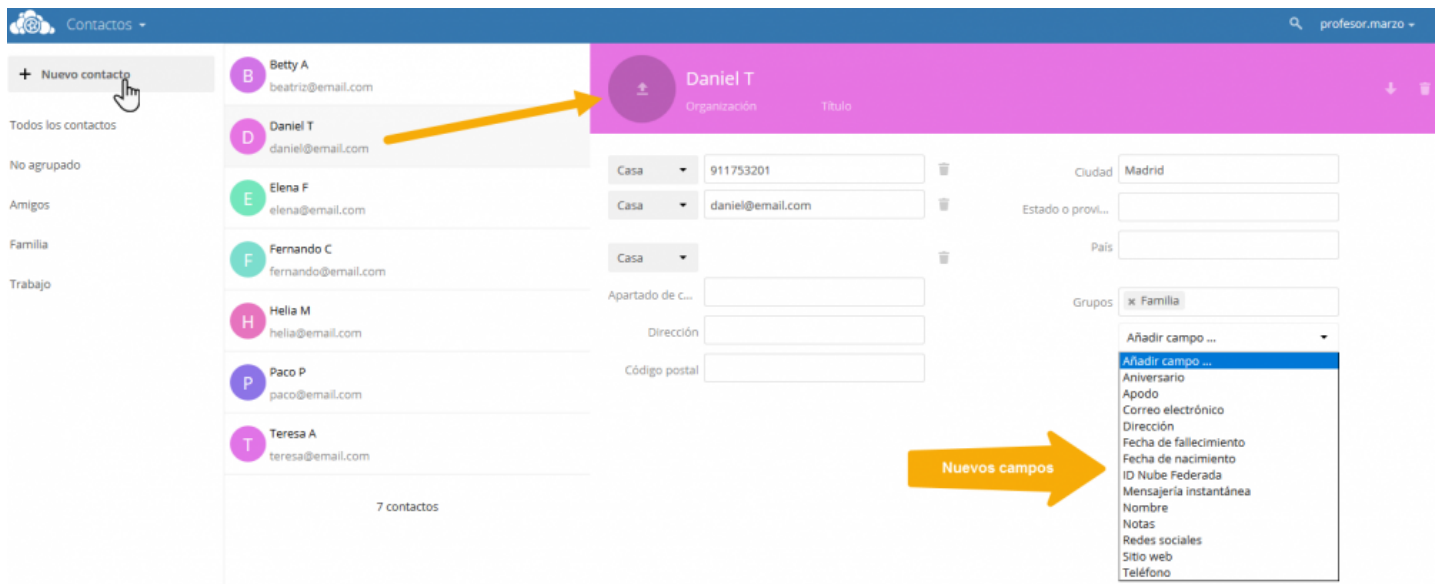 Contactos
profesor.marzo
+ Nuevo contacto
Todos los contactos
No agrupado
Amigos
Familia
Trabajo
B
Betty A
beatriz@email.com
D
Daniel T
daniel@email.com
E
Elena F
elena@email.com
F
Fernando C
fernando@email.com
H
Helia M
helia@email.com
P
Paco P
paco@email.com
T
Teresa A
teresa@email.com
7 contactos
Daniel T
Organización Título
Casa 911753201
Casa daniel@email.com
Casa
Apartado de c...
Dirección
Código postal
Ciudad Madrid
Estado o provi...
País
Grupos x Familia
Añadir campo ...
Añadir campo ...
Aniversario
Apodo
Correo electrónico
Dirección
Fecha de fallecimiento
Fecha de nacimiento
ID Nube Federada
Mensajería instantánea
Nombre
Notas
Redes sociales
Sitio web
Teléfono
Nuevos campos